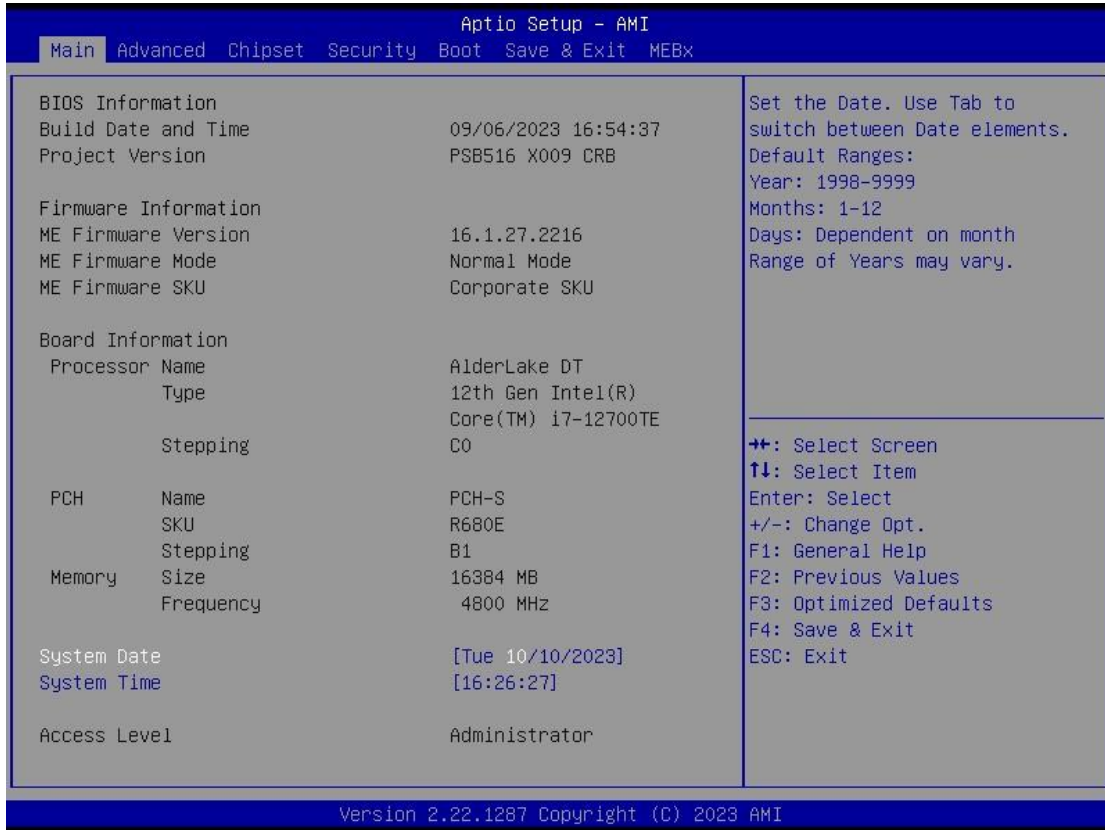 Aptio Setup – AMI
Main Advanced Chipset Security Boot Save & Exit MEBx
BIOS Information
Build Date and Time 09/06/2023 16:54:37
Project Version PSB516 X009 CRB
Firmware Information
ME Firmware Version 16.1.27.2216
ME Firmware Mode Normal Mode
ME Firmware SKU Corporate SKU
Board Information
Processor Name AlderLake DT
Type 12th Gen Intel(R)
Core(TM) i7-12700TE
Stepping C0
PCH Name PCH-S
SKU R680E
Stepping B1
Memory Size 16384 MB
Frequency 4800 MHz
System Date [Tue 10/10/2023]
System Time [16:26:27]
Access Level Administrator
Set the Date. Use Tab to
switch between Date elements.
Default Ranges:
Year: 1998-9999
Months: 1-12
Days: Dependent on month
Range of Years may vary.
→←: Select Screen
↑↓: Select Item
Enter: Select
+/-: Change Opt.
F1: General Help
F2: Previous Values
F3: Optimized Defaults
F4: Save & Exit
ESC: Exit
Version 2.22.1287 Copyright (C) 2023 AMI